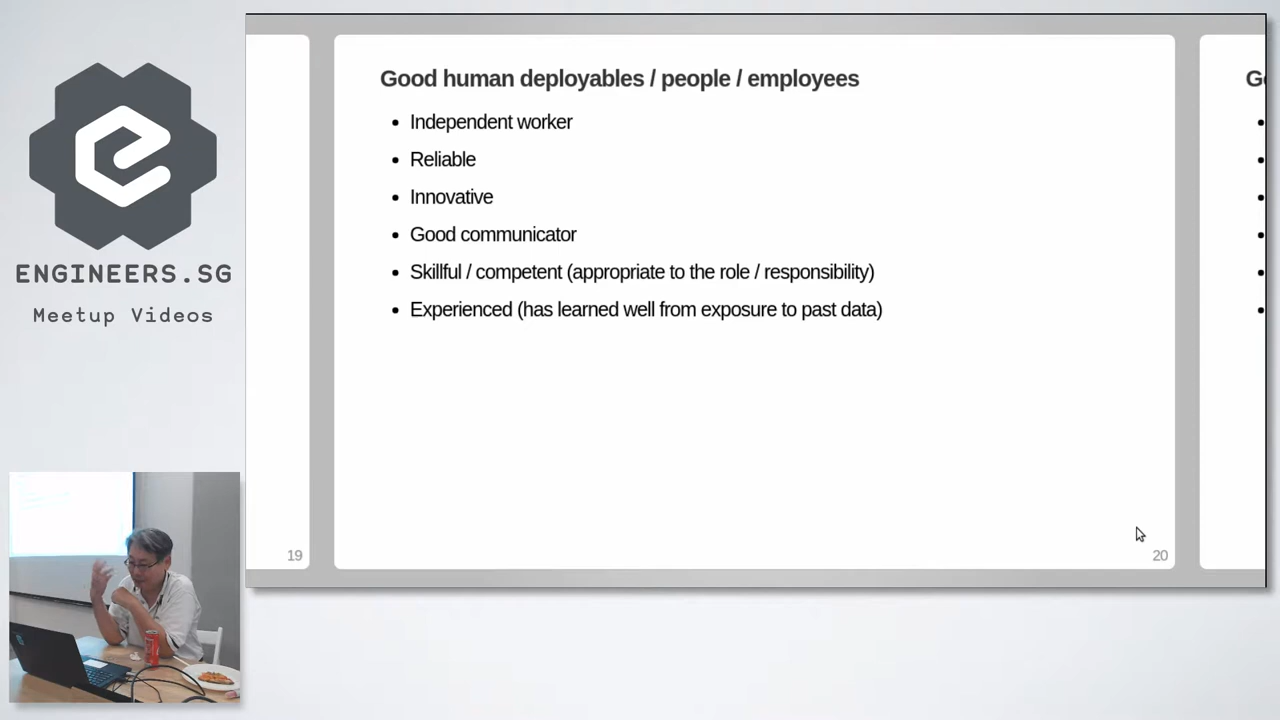 ENGINEERS.SG
Meetup Videos
Good human deployables / people / employees
• Independent worker
• Reliable
• Innovative
• Good communicator
• Skillful / competent (appropriate to the role / responsibility)
• Experienced (has learned well from exposure to past data)
19
20